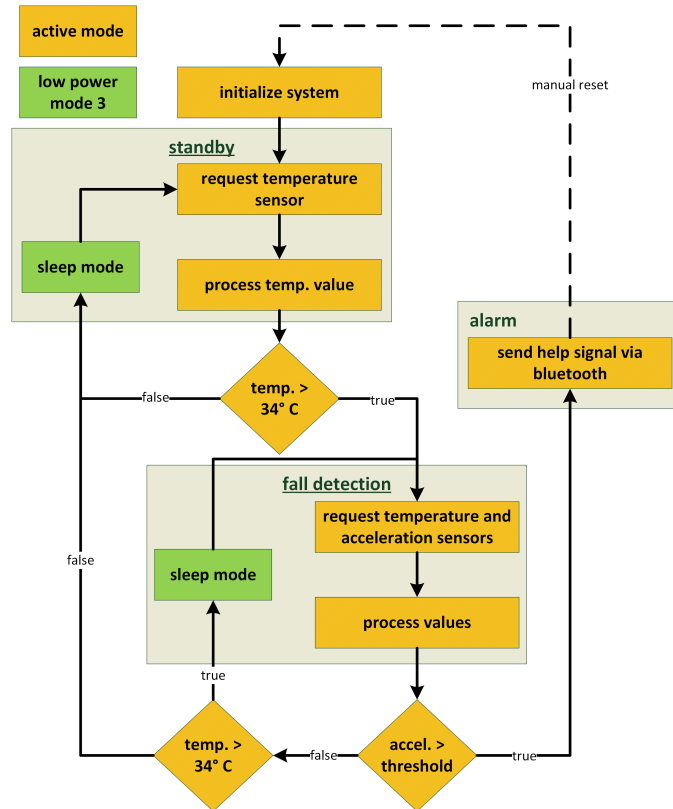 active mode
low power
mode 3
initialize system
manual reset
standby
request temperature
sensor
sleep mode
process temp. value
alarm
send help signal via
bluetooth
temp. >
34° C
false
true
fall detection
request temperature and
acceleration sensors
false
sleep mode
process values
true
temp. >
34° C
false
accel. >
threshold
true